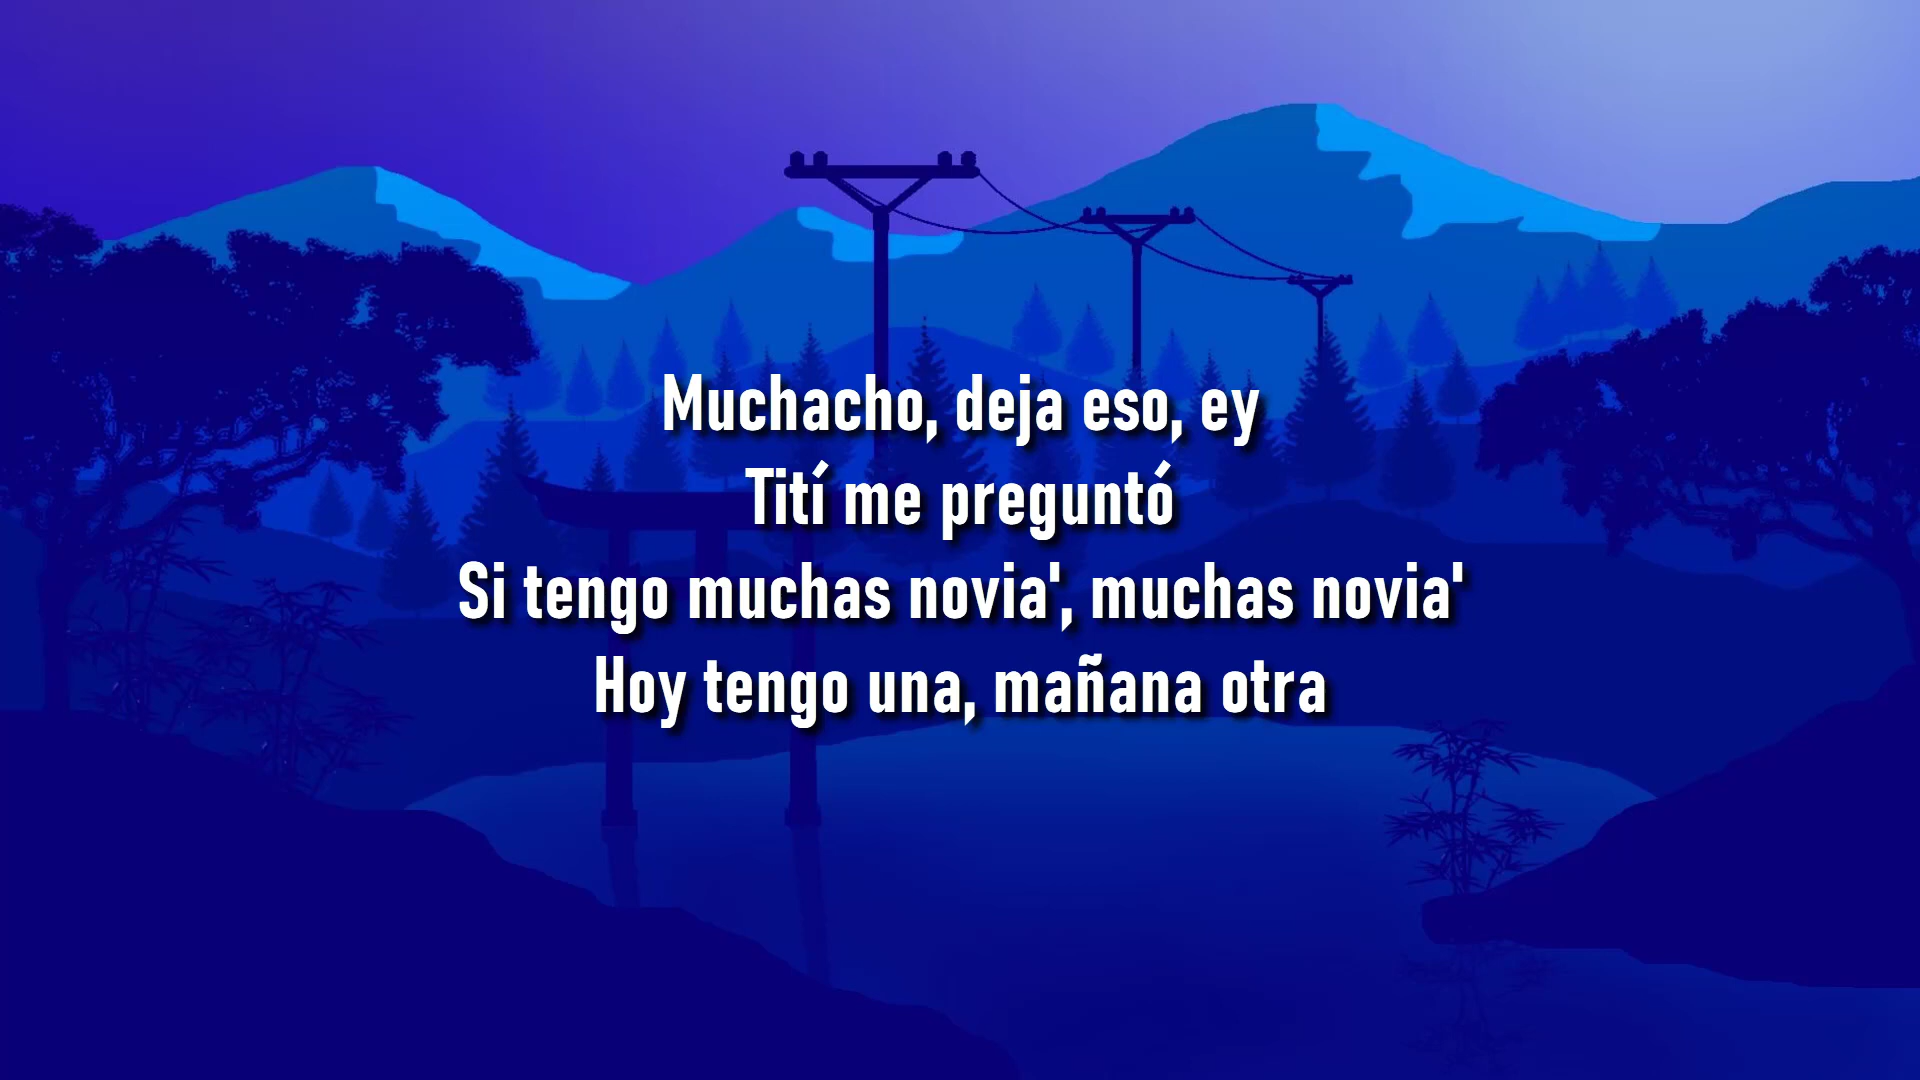 Muchacho, deja eso, ey
Tití me preguntó
Si tengo muchas novia', muchas novia'
Hoy tengo una, mañana otra